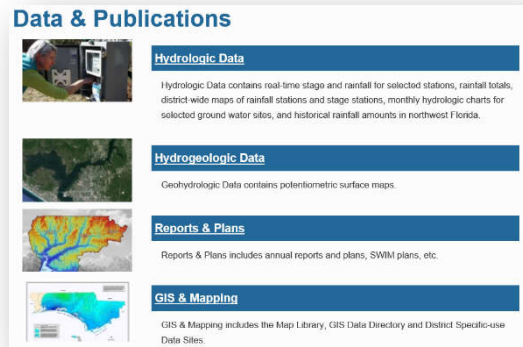 Data & Publications
Hydrologic Data
Hydrologic Data contains real-time stage and rainfall for selected stations, rainfall totals,
district-wide maps of rainfall stations and stage stations, monthly hydrologic charts for
selected ground water sites, and historical rainfall amounts in northwest Florida.
Hydrogeologic Data
Geohydrologic Data contains potentiometric surface maps.
Reports & Plans
Reports & Plans includes annual reports and plans, SWIM plans, etc.
GIS & Mapping
GIS & Mapping includes the Map Library, GIS Data Directory and District Specific-use
Data Sites.